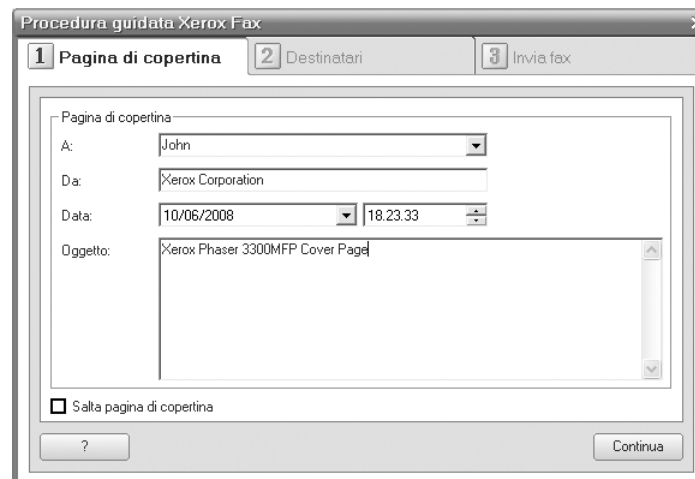 Procedura guidata Xerox Fax
1 Pagina di copertina 2 Destinatari 3 Invia fax
Pagina di copertina
A: John
Da: Xerox Corporation
Data: 10/06/2008 18.23.33
Oggetto: Xerox Phaser 3300MFP Cover Page
Salta pagina di copertina
? Continua